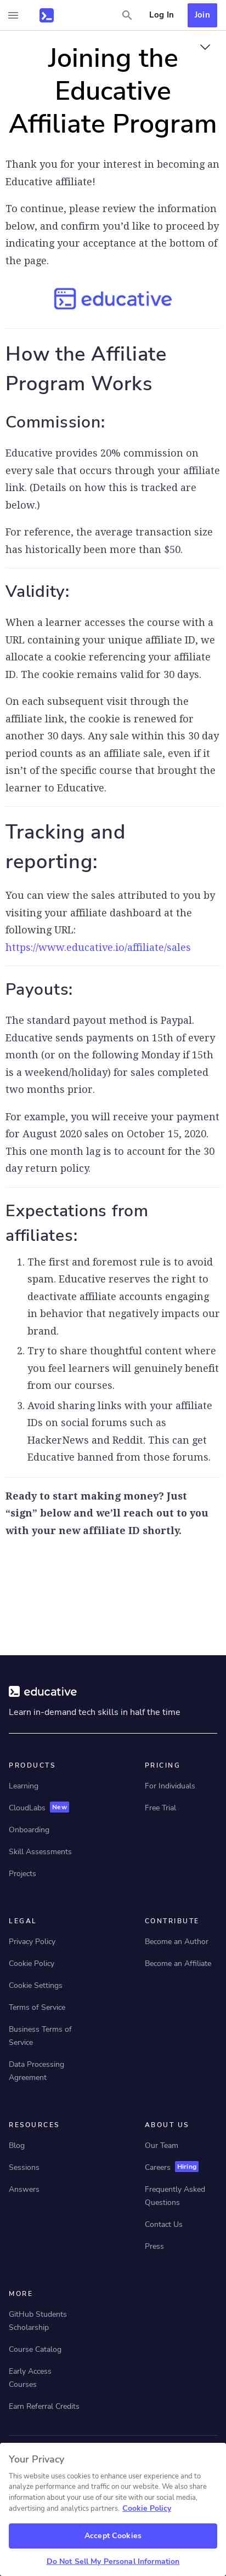 Log In
Join
Joining the
Educative
Affiliate Program
Thank you for your interest in becoming an
Educative affiliate!
To continue, please review the information
below, and confirm you’d like to proceed by
indicating your acceptance at the bottom of
the page.
educative
How the Affiliate
Program Works
Commission:
Educative provides 20% commission on
every sale that occurs through your affiliate
link. (Details on how this is tracked are
below.)
For reference, the average transaction size
has historically been more than $50.
Validity:
When a learner accesses the course with a
URL containing your unique affiliate ID, we
allocate a cookie referencing your affiliate
ID. The cookie remains valid for 30 days.
On each subsequent visit through the
affiliate link, the cookie is renewed for
another 30 days. Any sale within this 30 day
period counts as an affiliate sale, even if it
isn’t of the specific course that brought the
learner to Educative.
Tracking and
reporting:
You can view the sales attributed to you by
visiting your affiliate dashboard at the
following URL:
https://www.educative.io/affiliate/sales
Payouts:
The standard payout method is Paypal.
Educative sends payments on 15th of every
month (or on the following Monday if 15th
is a weekend/holiday) for sales completed
two months prior.
For example, you will receive your payment
for August 2020 sales on October 15, 2020.
This one month lag is to account for the 30
day return policy.
Expectations from
affiliates:
1. The first and foremost rule is to avoid
spam. Educative reserves the right to
deactivate affiliate accounts engaging
in behavior that negatively impacts our
brand.
2. Try to share thoughtful content where
you feel learners will genuinely benefit
from our courses.
3. Avoid sharing links with your affiliate
IDs on social forums such as
HackerNews and Reddit. This can get
Educative banned from those forums.
Ready to start making money? Just
“sign” below and we’ll reach out to you
with your new affiliate ID shortly.
educative
Learn in-demand tech skills in half the time
PRODUCTS
Learning
CloudLabs New
Onboarding
Skill Assessments
Projects
PRICING
For Individuals
Free Trial
LEGAL
Privacy Policy
Cookie Policy
Cookie Settings
Terms of Service
Business Terms of
Service
Data Processing
Agreement
CONTRIBUTE
Become an Author
Become an Affiliate
RESOURCES
Blog
Sessions
Answers
ABOUT US
Our Team
Careers Hiring
Frequently Asked
Questions
Contact Us
Press
MORE
GitHub Students
Scholarship
Course Catalog
Early Access
Courses
Earn Referral Credits
Your Privacy
This website uses cookies to enhance user experience and to
analyze performance and traffic on our website. We also share
information about your use of our site with our social media,
advertising and analytics partners. Cookie Policy
Accept Cookies
Do Not Sell My Personal Information